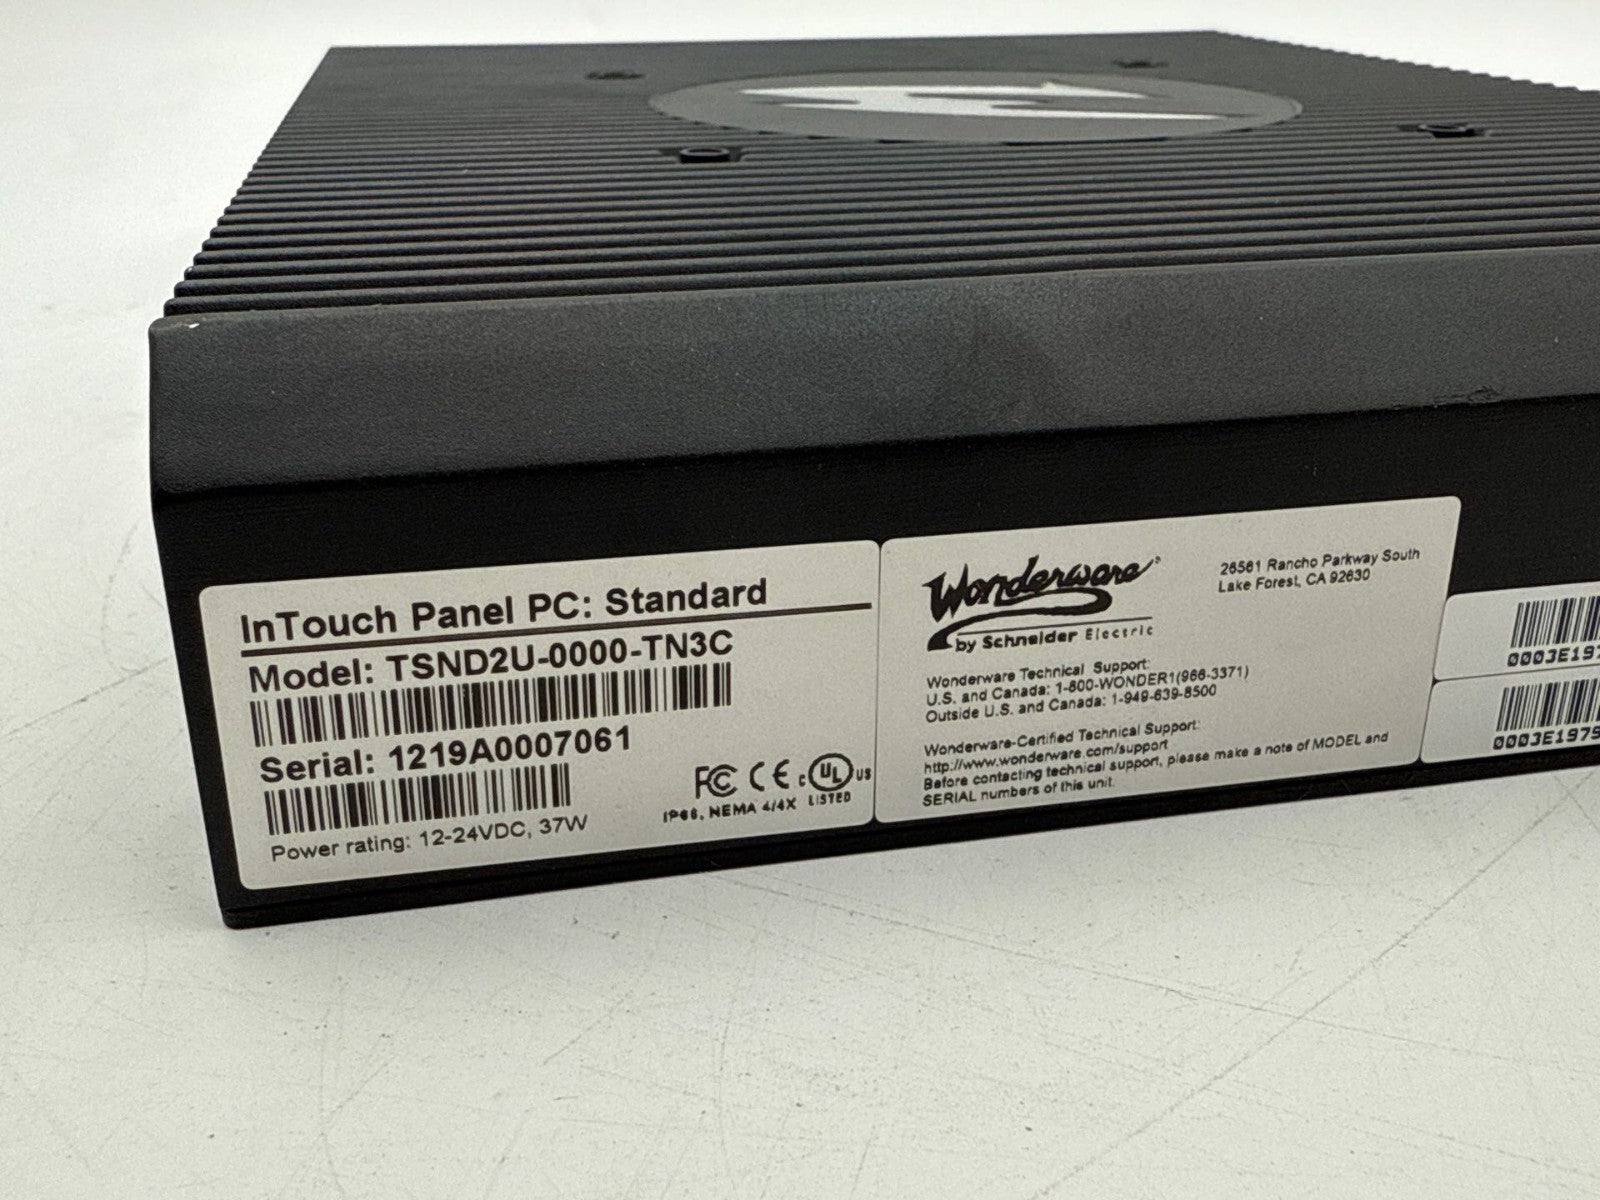 InTouch Panel PC: Standard
Model: TSND2U-0000-TN3C
Serial: 1219A0007061
Power rating: 12-24VDC, 37W
FC CE c UL US
IP66, NEMA 4/4X LISTED
Wonderware®
by Schneider Electric
26561 Rancho Parkway South
Lake Forest, CA 92630
Wonderware Technical Support:
U.S. and Canada: 1-800-WONDER1(966-3371)
Outside U.S. and Canada: 1-949-639-8500
Wonderware-Certified Technical Support:
http://www.wonderware.com/support
Before contacting technical support, please make a note of MODEL and
SERIAL numbers of this unit.
0003E197
0003E1979